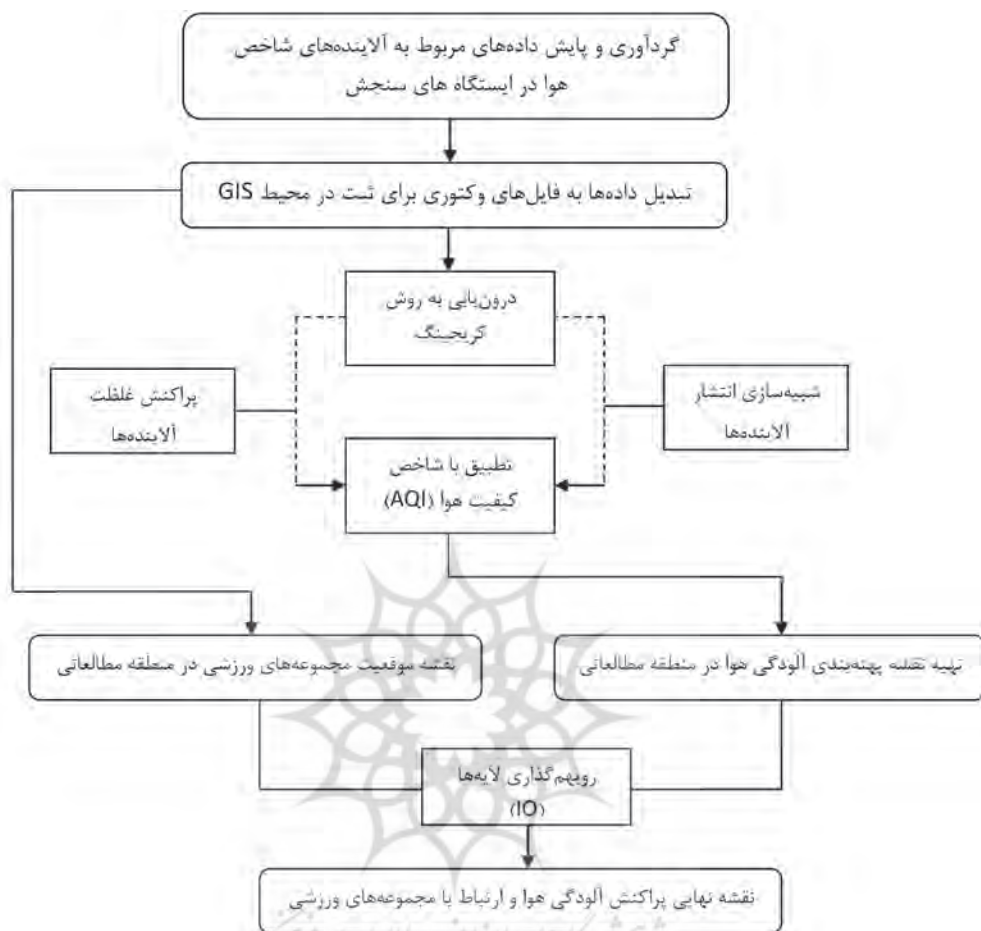 گردآوری و پایش داده‌های مربوط به آلاینده‌های شاخص
هوا در ایستگاه های سنجش
تبدیل داده‌ها به فایل‌های وکتوری برای ثبت در محیط GIS
درون‌یابی به روش
کریجینگ
شبیه‌سازی انتشار
آلاینده‌ها
پراکنش غلظت
آلاینده‌ها
تطبیق با شاخص
کیفیت هوا (AQI)
تهیه نقشه پهنه‌بندی آلودگی هوا در منطقه مطالعاتی
نقشه موقعیت مجموعه‌های ورزشی در منطقه مطالعاتی
رویهم‌گذاری لایه‌ها
(IO)
نقشه نهایی پراکنش آلودگی هوا و ارتباط با مجموعه‌های ورزشی